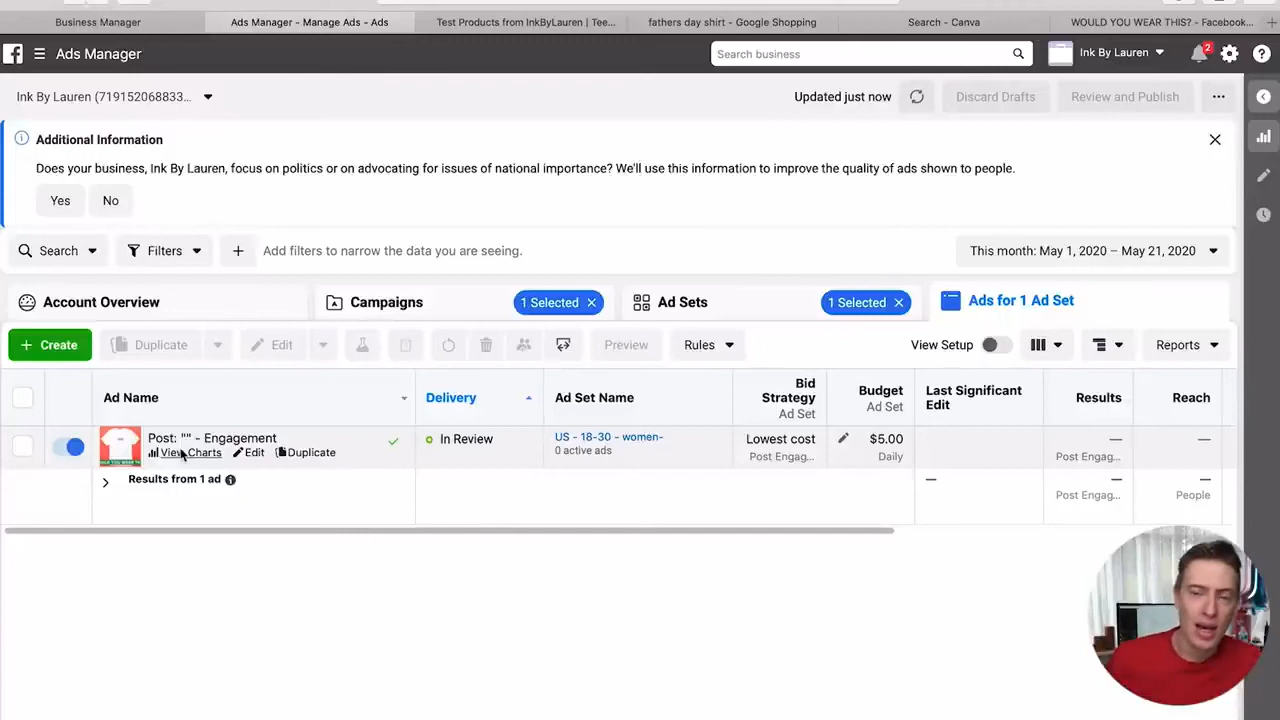 Business Manager
Ads Manager - Manage Ads - Ads
Test Products from InkByLauren | Tee...
fathers day shirt - Google Shopping
Search - Canva
WOULD YOU WEAR THIS? - Facebook...
Ads Manager
Search business
Ink By Lauren
2
Ink By Lauren (719152068833...
Updated just now
Discard Drafts
Review and Publish
Additional Information
Does your business, Ink By Lauren, focus on politics or on advocating for issues of national importance? We'll use this information to improve the quality of ads shown to people.
Yes
No
Search
Filters
Add filters to narrow the data you are seeing.
This month: May 1, 2020 – May 21, 2020
Account Overview
Campaigns
1 Selected
Ad Sets
1 Selected
Ads for 1 Ad Set
+ Create
Duplicate
Edit
Preview
Rules
View Setup
Reports
Ad Name
Delivery
Ad Set Name
Bid
Strategy
Ad Set
Budget
Ad Set
Last Significant
Edit
Results
Reach
Post: "" - Engagement
View Charts
Edit
Duplicate
In Review
US - 18-30 - women-
0 active ads
Lowest cost
Post Engag...
$5.00
Daily
—
Post Engag...
—
Results from 1 ad
—
—
Post Engag...
—
People